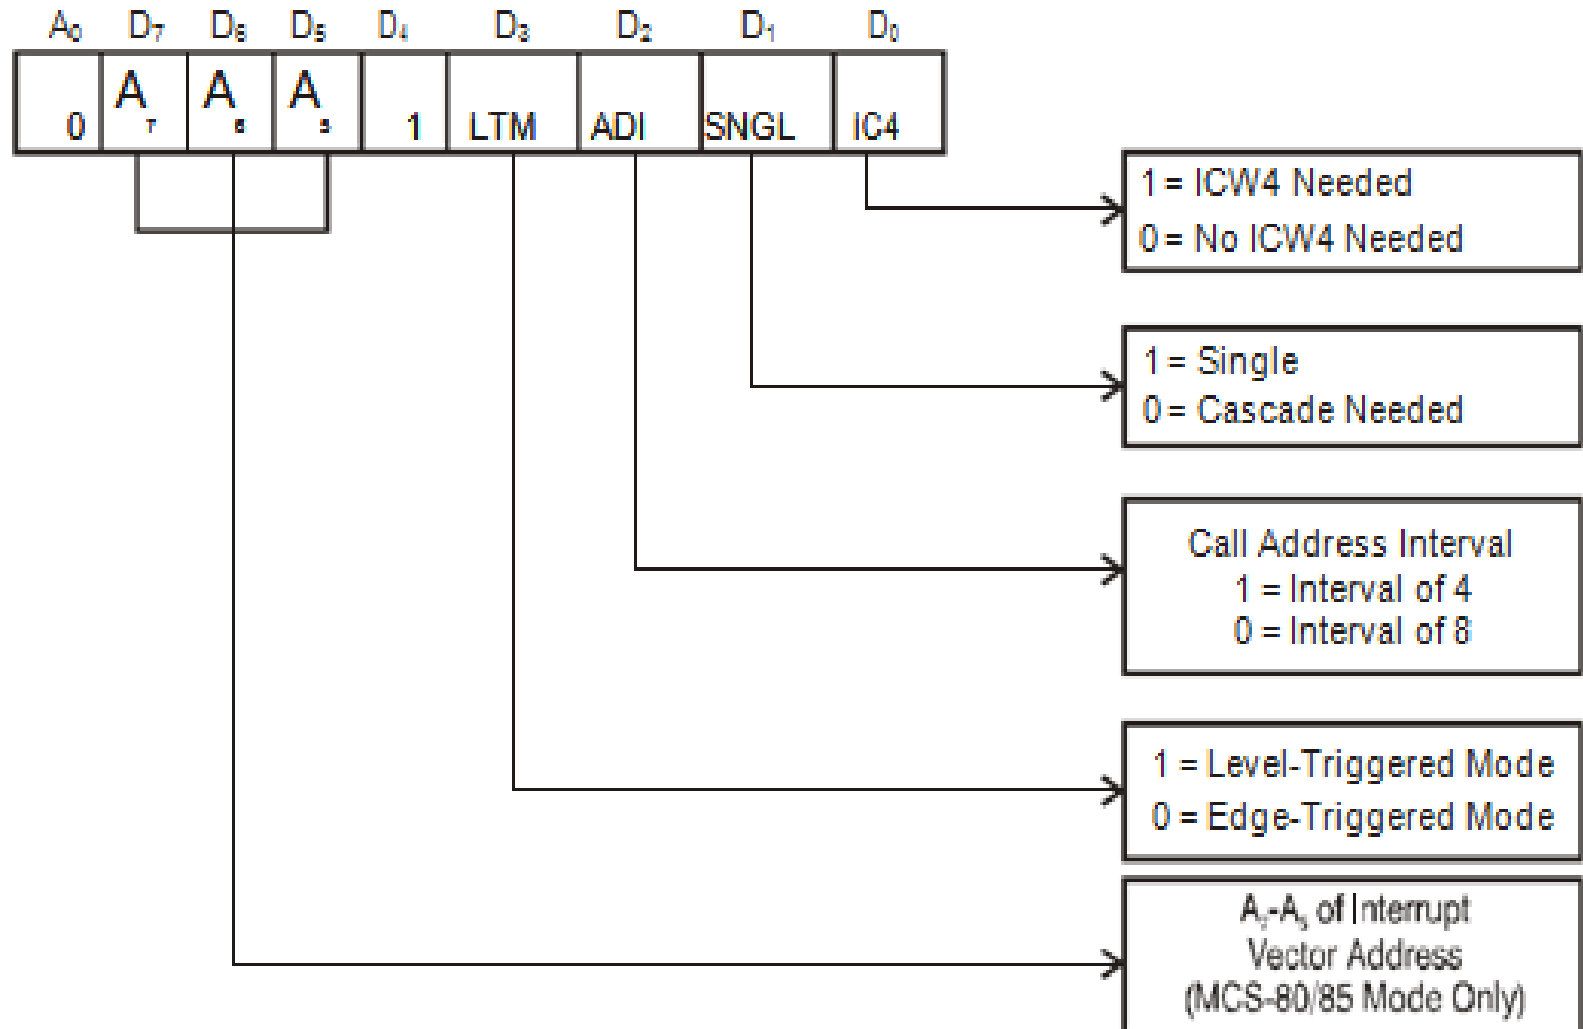 A₀ D₇ D₆ D₅ D₄ D₃ D₂ D₁ D₀
0 A₇ A₆ A₅ 1 LTM ADI SNGL IC4
1 = ICW4 Needed
0 = No ICW4 Needed
1 = Single
0 = Cascade Needed
Call Address Interval
1 = Interval of 4
0 = Interval of 8
1 = Level-Triggered Mode
0 = Edge-Triggered Mode
A₇-A₅ of Interrupt
Vector Address
(MCS-80/85 Mode Only)